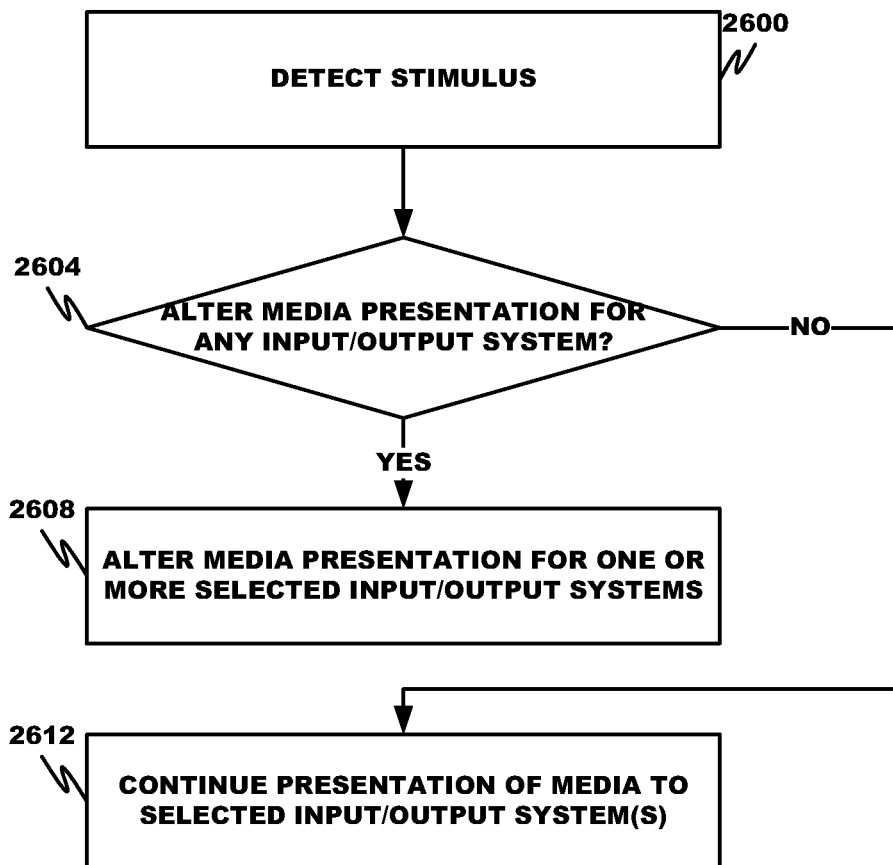 2600
DETECT STIMULUS
2604
ALTER MEDIA PRESENTATION FOR
ANY INPUT/OUTPUT SYSTEM?
NO
YES
2608
ALTER MEDIA PRESENTATION FOR ONE OR
MORE SELECTED INPUT/OUTPUT SYSTEMS
2612
CONTINUE PRESENTATION OF MEDIA TO
SELECTED INPUT/OUTPUT SYSTEM(S)